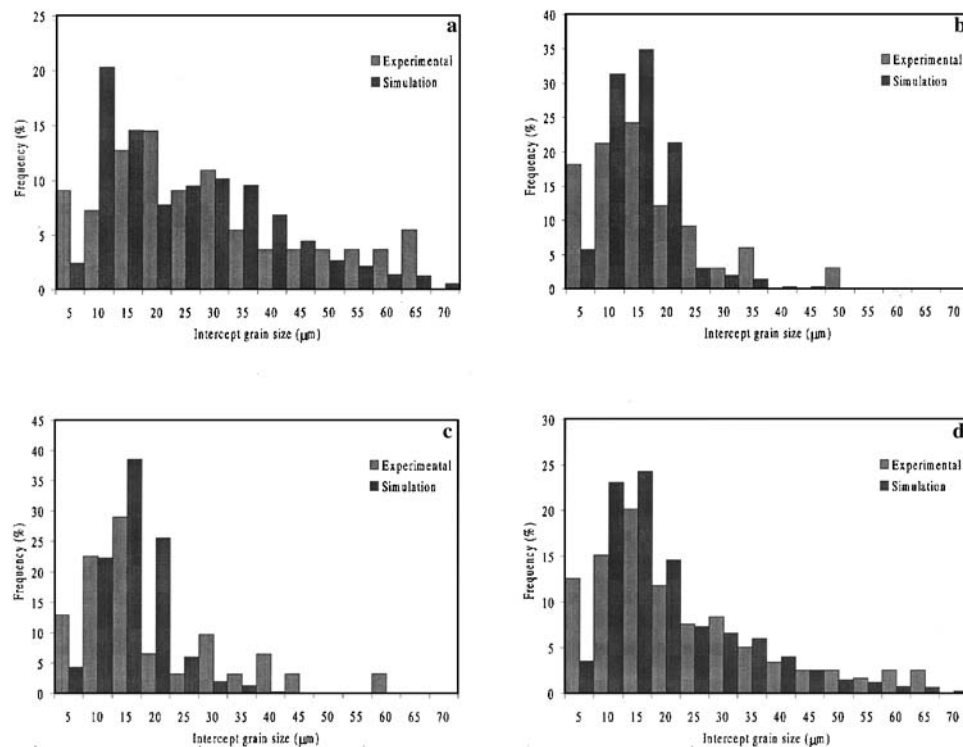 a
25
20
15
10
5
0
Frequency (%)
Experimental
Simulation
5 10 15 20 25 30 35 40 45 50 55 60 65 70
Intercept grain size (μm)
b
40
35
30
25
20
15
10
5
0
Frequency (%)
Experimental
Simulation
5 10 15 20 25 30 35 40 45 50 55 60 65 70
Intercept grain size (μm)
c
45
40
35
30
25
20
15
10
5
0
Frequency (%)
Experimental
Simulation
5 10 15 20 25 30 35 40 45 50 55 60 65 70
Intercept grain size (μm)
d
30
25
20
15
10
5
0
Frequency (%)
Experimental
Simulation
5 10 15 20 25 30 35 40 45 50 55 60 65 70
Intercept grain size (μm)